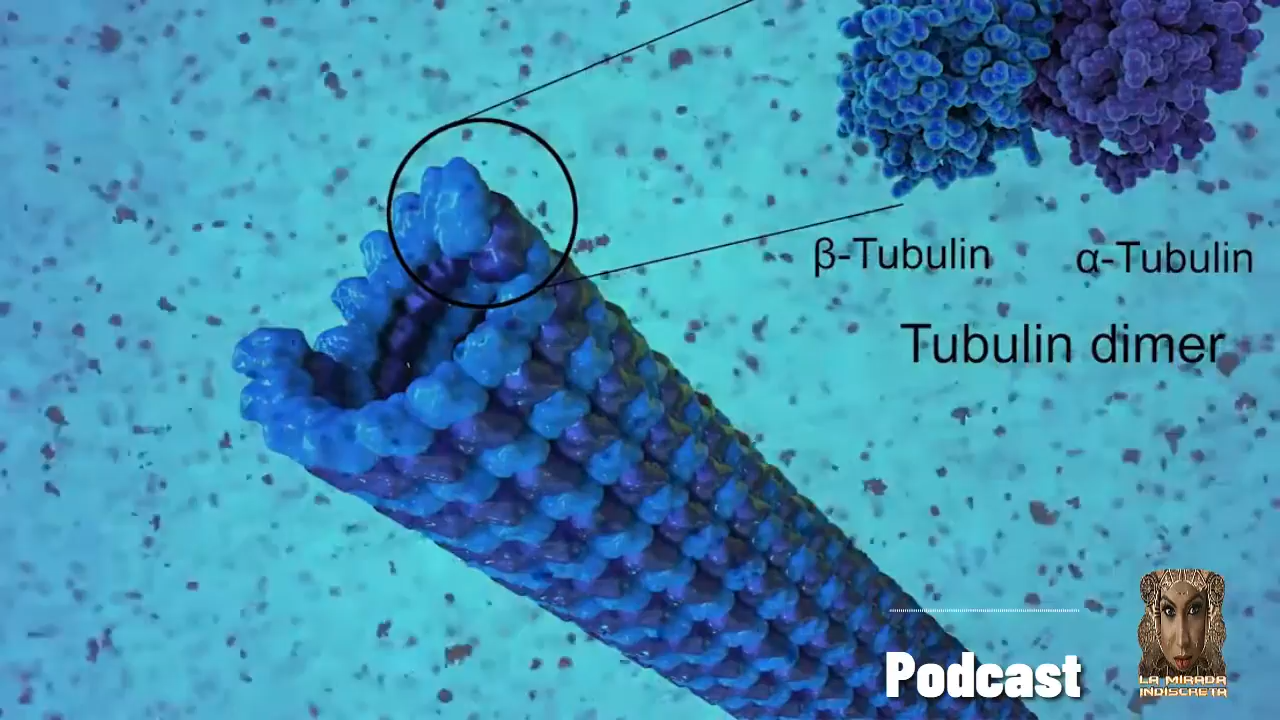 β-Tubulin
α-Tubulin
Tubulin dimer
Podcast
LA MIRADA
INDISCRETA